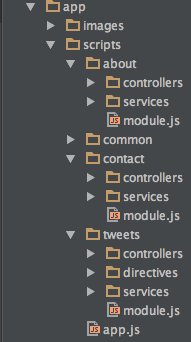 app
images
scripts
about
controllers
services
module.js
common
contact
controllers
services
module.js
tweets
controllers
directives
services
module.js
app.js